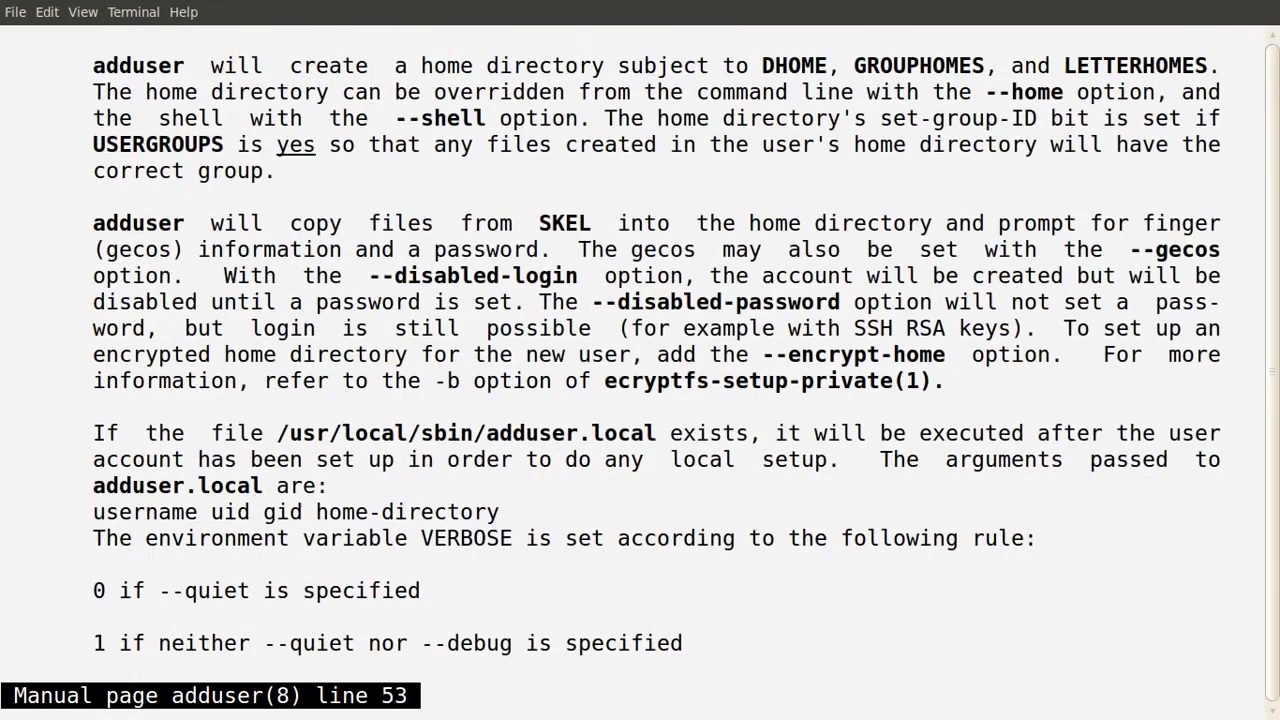 File Edit View Terminal Help
adduser will create a home directory subject to DHOME, GROUPHOMES, and LETTERHOMES.
The home directory can be overridden from the command line with the --home option, and
the shell with the --shell option. The home directory's set-group-ID bit is set if
USERGROUPS is yes so that any files created in the user's home directory will have the
correct group.
adduser will copy files from SKEL into the home directory and prompt for finger
(gecos) information and a password. The gecos may also be set with the --gecos
option. With the --disabled-login option, the account will be created but will be
disabled until a password is set. The --disabled-password option will not set a pass-
word, but login is still possible (for example with SSH RSA keys). To set up an
encrypted home directory for the new user, add the --encrypt-home option. For more
information, refer to the -b option of ecryptfs-setup-private(1).
If the file /usr/local/sbin/adduser.local exists, it will be executed after the user
account has been set up in order to do any local setup. The arguments passed to
adduser.local are:
username uid gid home-directory
The environment variable VERBOSE is set according to the following rule:
0 if --quiet is specified
1 if neither --quiet nor --debug is specified
Manual page adduser(8) line 53